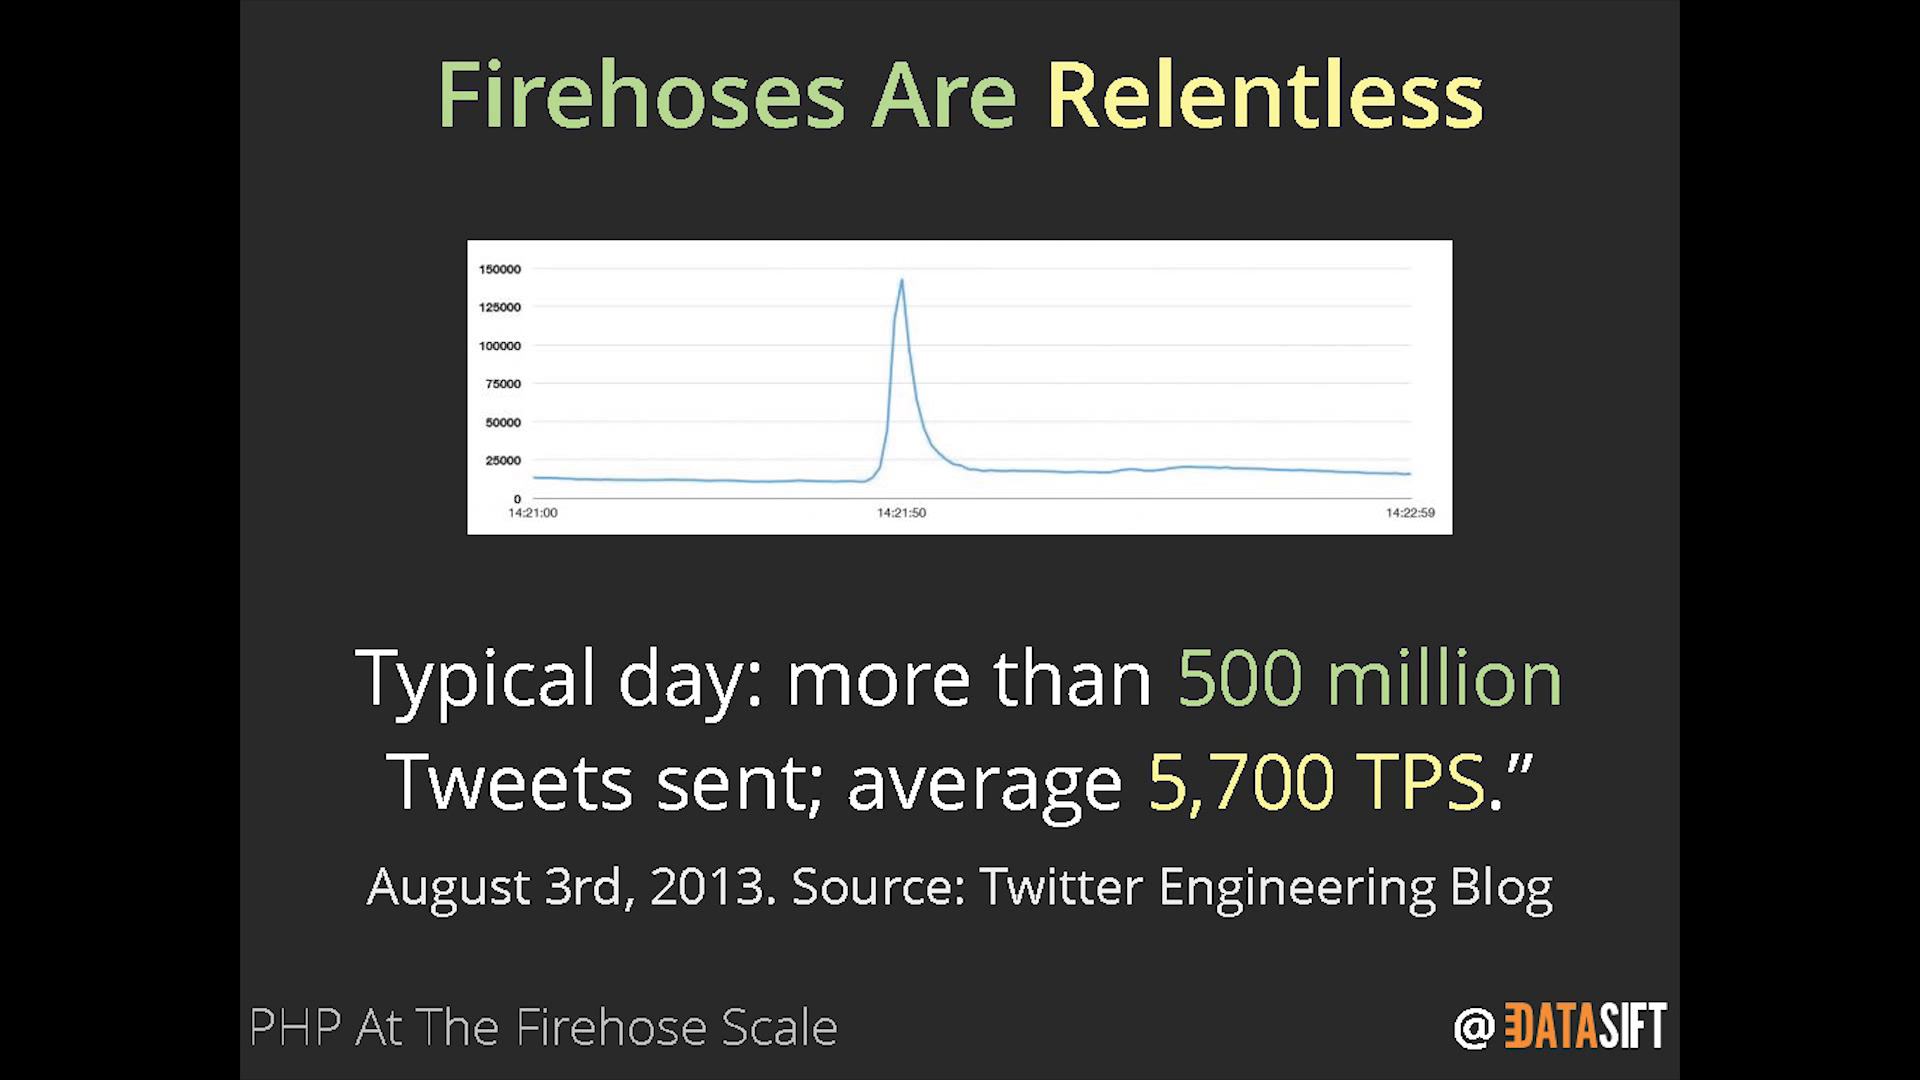 Firehoses Are Relentless
150000
125000
100000
75000
50000
25000
0
14:21:00 14:21:50 14:22:59
Typical day: more than 500 million
Tweets sent; average 5,700 TPS.”
August 3rd, 2013. Source: Twitter Engineering Blog
PHP At The Firehose Scale
@ DATASIFT